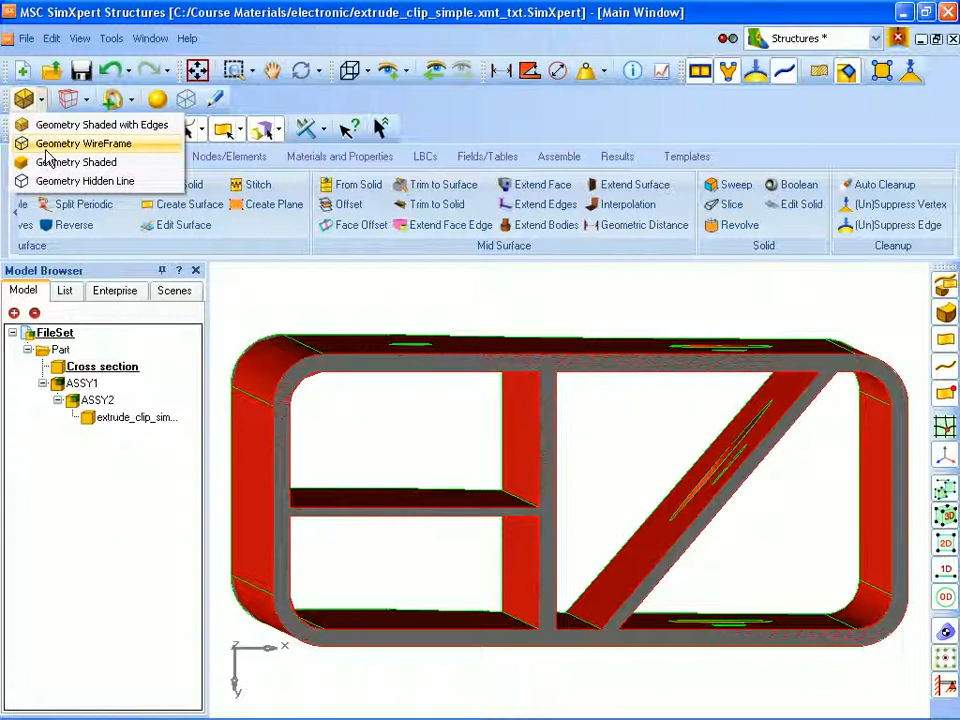 MSC SimXpert Structures [C:/Course Materials/electronic/extrude_clip_simple.xmt_txt.SimXpert] - [Main Window]
File Edit View Tools Window Help
Structures *
Geometry Shaded with Edges
Geometry WireFrame
Geometry Shaded
Geometry Hidden Line
Nodes/Elements Materials and Properties LBCs Fields/Tables Assemble Results Templates
Stitch From Solid Trim to Surface Extend Face Extend Surface Sweep Boolean Auto Cleanup
Split Periodic Create Surface Create Plane Offset Trim to Solid Extend Edges Interpolation Slice Edit Solid (Un)Suppress Vertex
Reverse Edit Surface Face Offset Extend Face Edge Extend Bodies Geometric Distance Revolve (Un)Suppress Edge
urface Mid Surface Solid Cleanup
Model Browser
Model List Enterprise Scenes
FileSet
Part
Cross section
ASSY1
ASSY2
extrude_clip_sim...
3D
2D
1D
0D
Z X
y